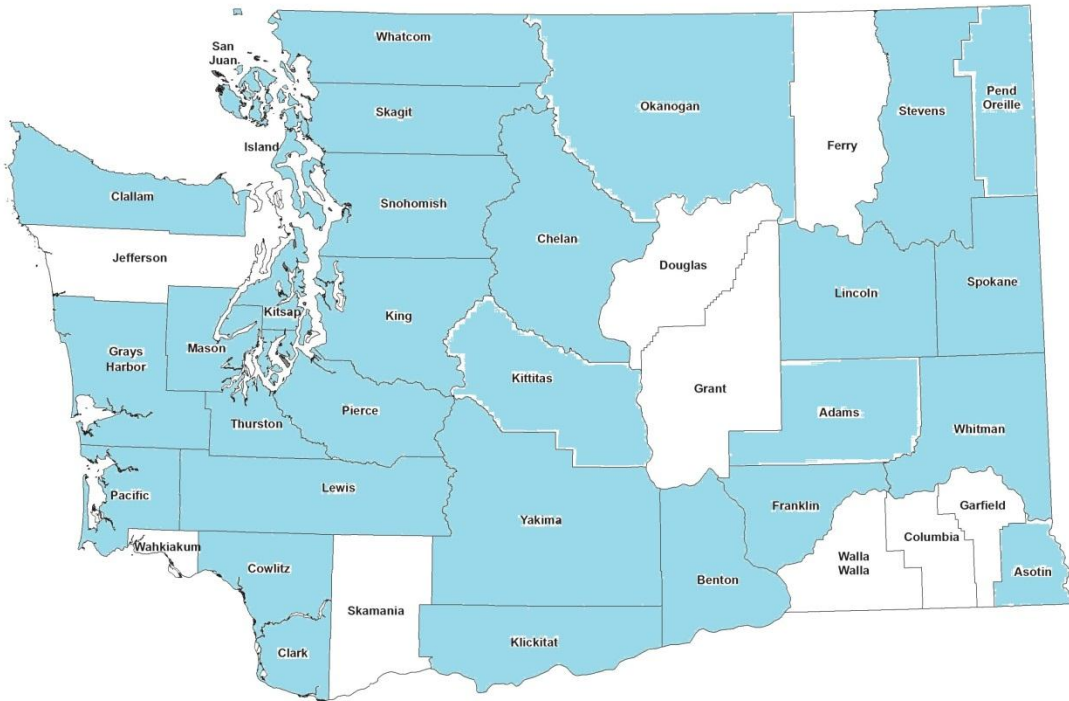 Whatcom
San
Juan
Okanogan
Pend
Oreille
Skagit
Stevens
Island
Ferry
Clallam
Snohomish
Chelan
Jefferson
Douglas
Spokane
Lincoln
Kitsap
King
Mason
Grays
Harbor
Kittitas
Grant
Pierce
Adams
Thurston
Whitman
Lewis
Pacific
Franklin
Garfield
Yakima
Columbia
Wahkiakum
Walla
Walla
Cowlitz
Benton
Asotin
Skamania
Klickitat
Clark